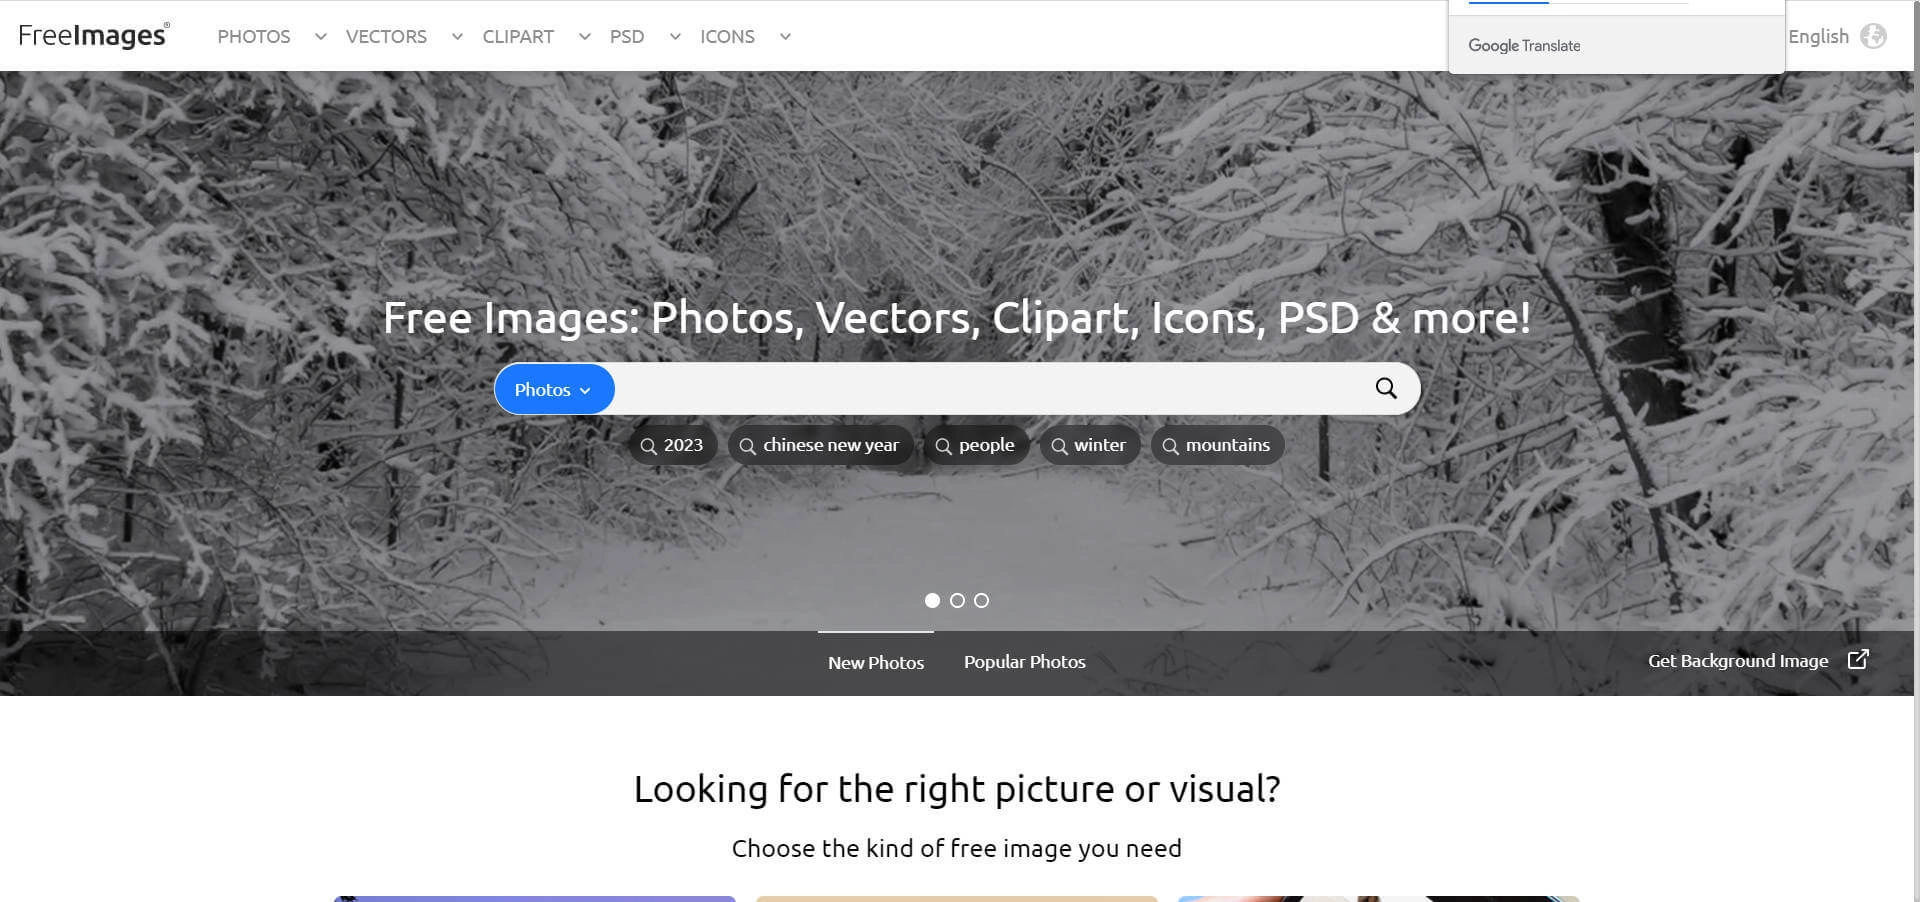 FreeImages®
PHOTOS
VECTORS
CLIPART
PSD
ICONS
Google Translate
English
Free Images: Photos, Vectors, Clipart, Icons, PSD & more!
Photos
2023
chinese new year
people
winter
mountains
New Photos
Popular Photos
Get Background Image
Looking for the right picture or visual?
Choose the kind of free image you need